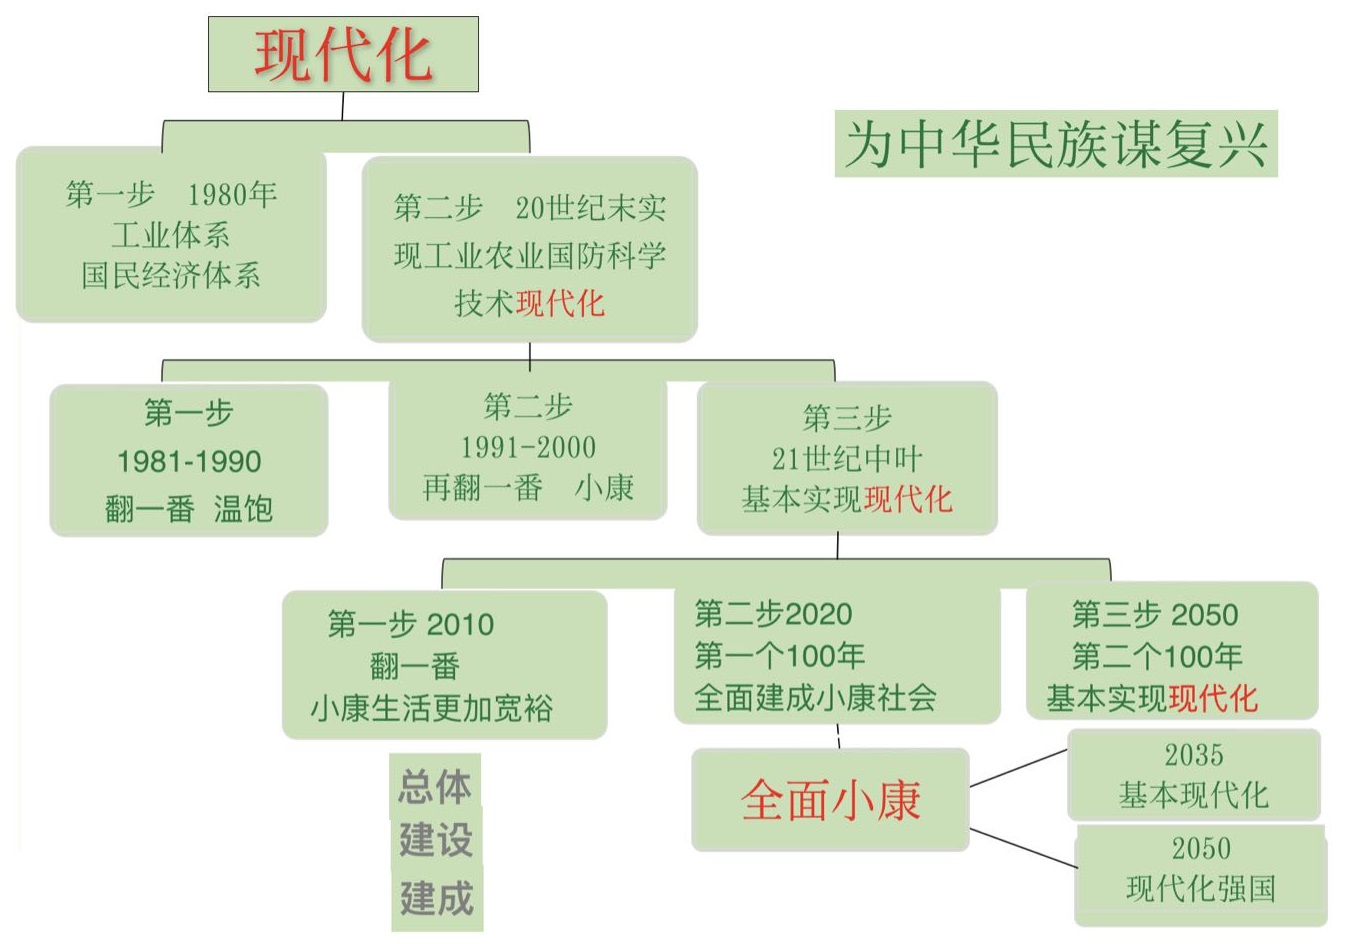 现代化
为中华民族谋复兴
第一步 1980年
工业体系
国民经济体系
第二步 20世纪末实
现工业农业国防科学
技术现代化
第一步
1981-1990
翻一番 温饱
第二步
1991-2000
再翻一番 小康
第三步
21世纪中叶
基本实现现代化
第一步 2010
翻一番
小康生活更加宽裕
第二步2020
第一个100年
全面建成小康社会
第三步 2050
第二个100年
基本实现现代化
总体
建设
建成
全面小康
2035
基本现代化
2050
现代化强国